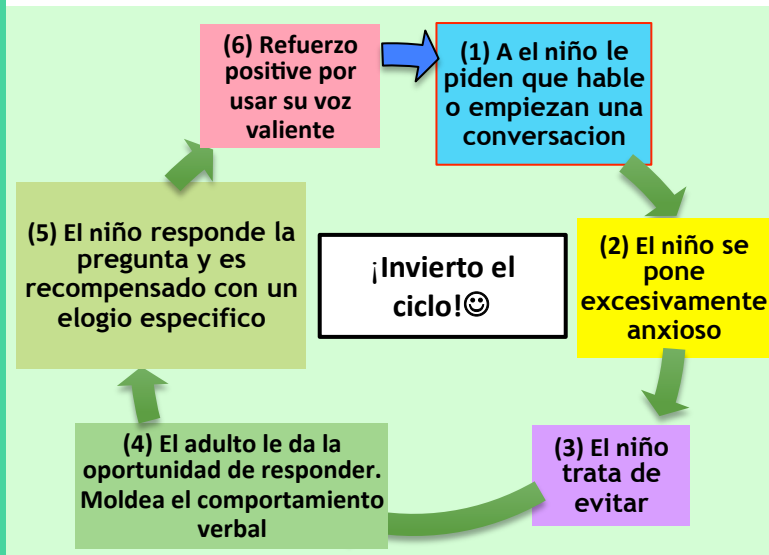 (1) A el niño le
piden que hable
o empiezan una
conversacion
(2) El niño se
pone
excesivamente
anxioso
(3) El niño
trata de
evitar
(4) El adulto le da la
oportunidad de responder.
Moldea el comportamiento
verbal
(5) El niño responde la
pregunta y es
recompensado con un
elogio especifico
(6) Refuerzo
positive por
usar su voz
valiente
¡Invierto el
ciclo!☺